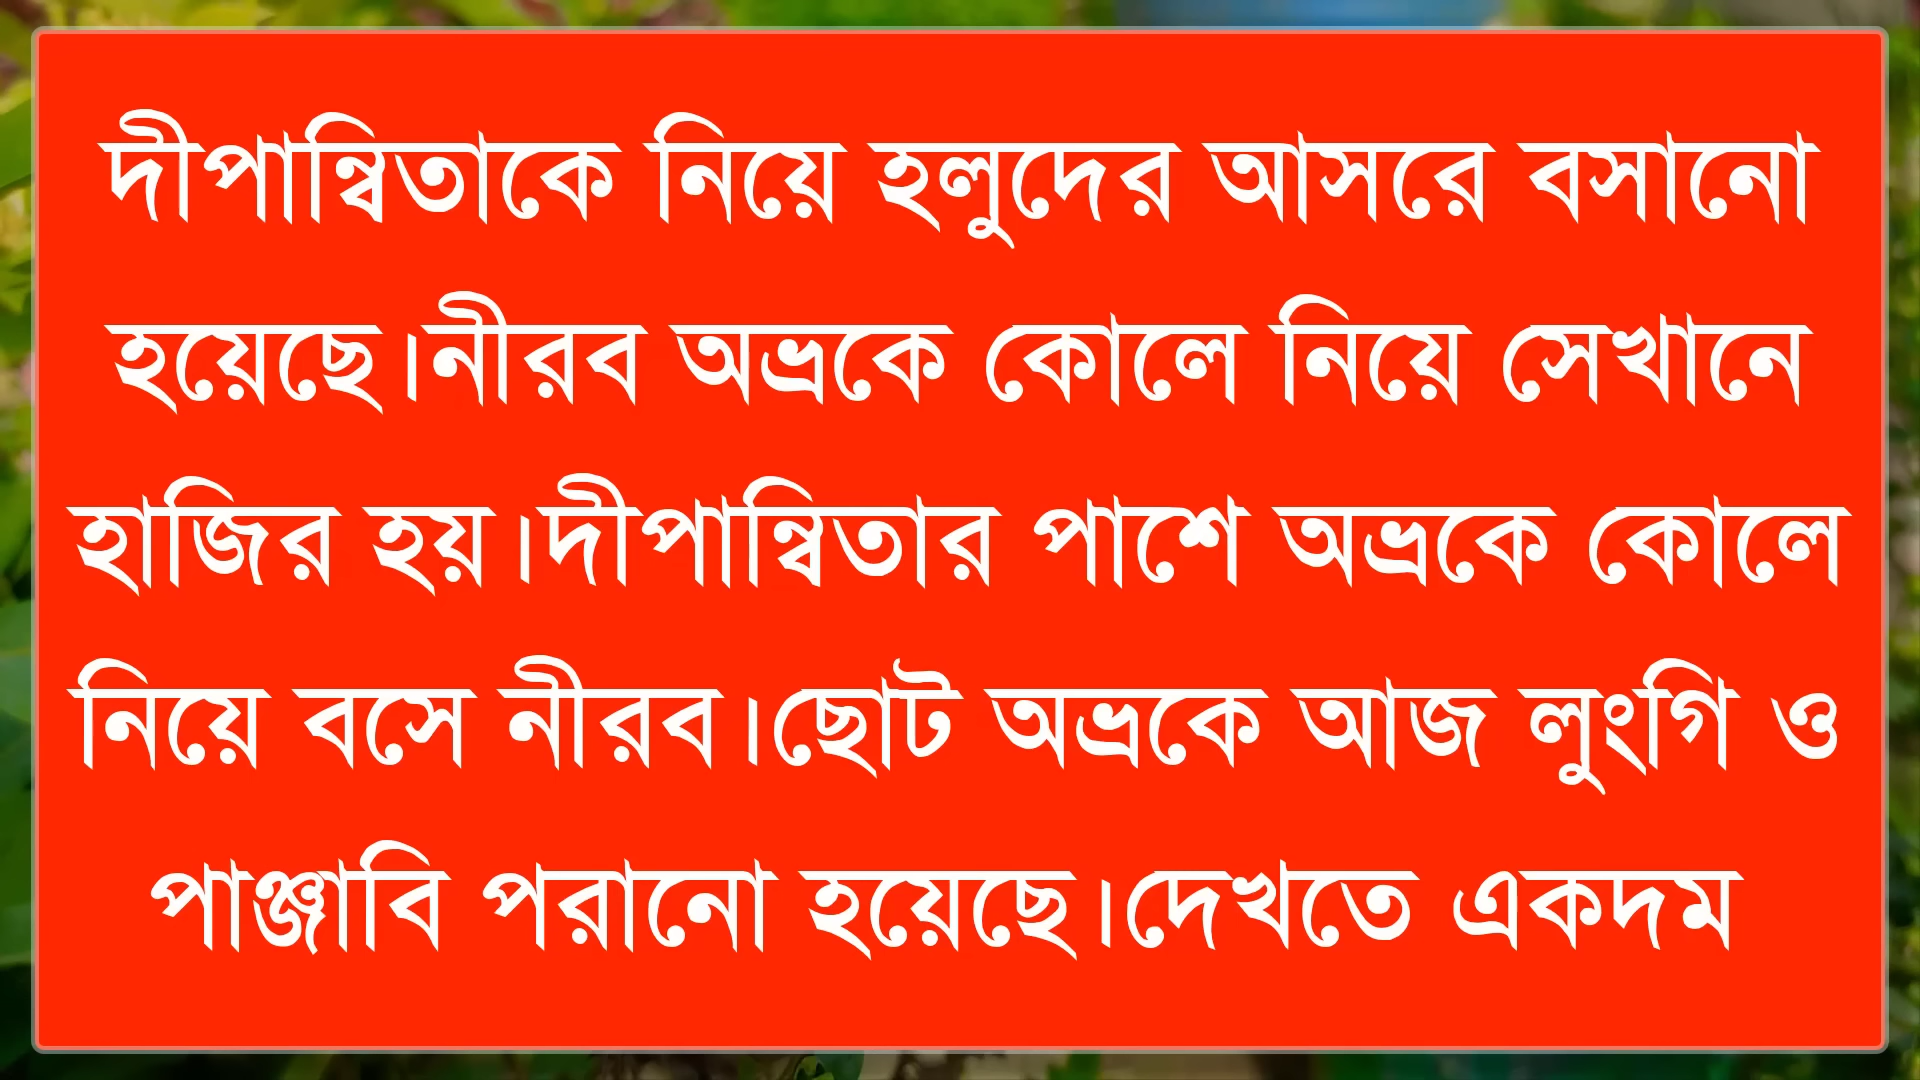 দীপান্বিতাকে নিয়ে হলুদের আসরে বসানো
হয়েছে।নীরব অভ্রকে কোলে নিয়ে সেখানে
হাজির হয়।দীপান্বিতার পাশে অভ্রকে কোলে
নিয়ে বসে নীরব।ছোট অভ্রকে আজ লুংগি ও
পাঞ্জাবি পরানো হয়েছে।দেখতে একদম